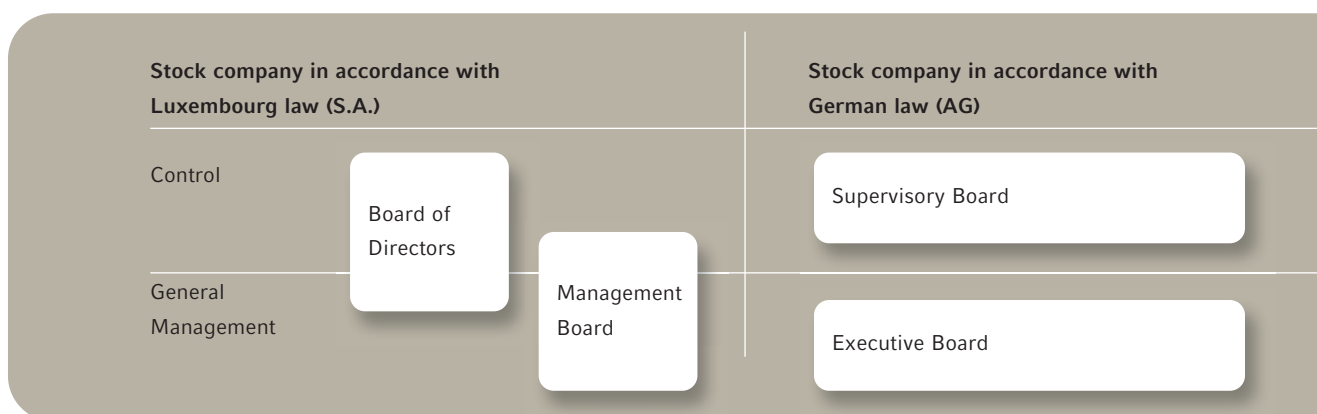 Stock company in accordance with
Luxembourg law (S.A.)
Stock company in accordance with
German law (AG)
Control
Board of
Directors
Supervisory Board
General
Management
Management
Board
Executive Board